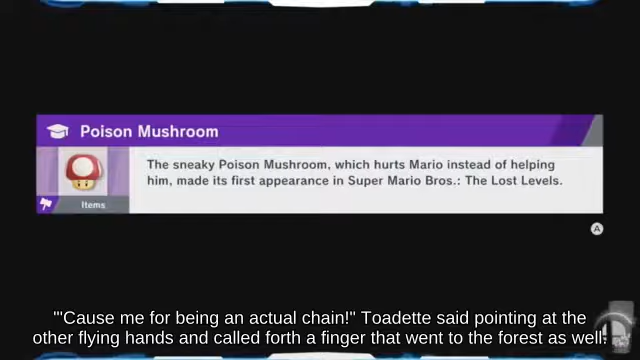 Poison Mushroom
The sneaky Poison Mushroom, which hurts Mario instead of helping
him, made its first appearance in Super Mario Bros.: The Lost Levels.
Items
A
"'Cause me for being an actual chain!" Toadette said pointing at the
other flying hands and called forth a finger that went to the forest as well.